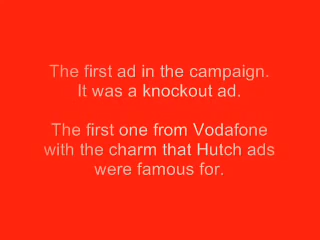 The first ad in the campaign.
It was a knockout ad.
The first one from Vodafone
with the charm that Hutch ads
were famous for.